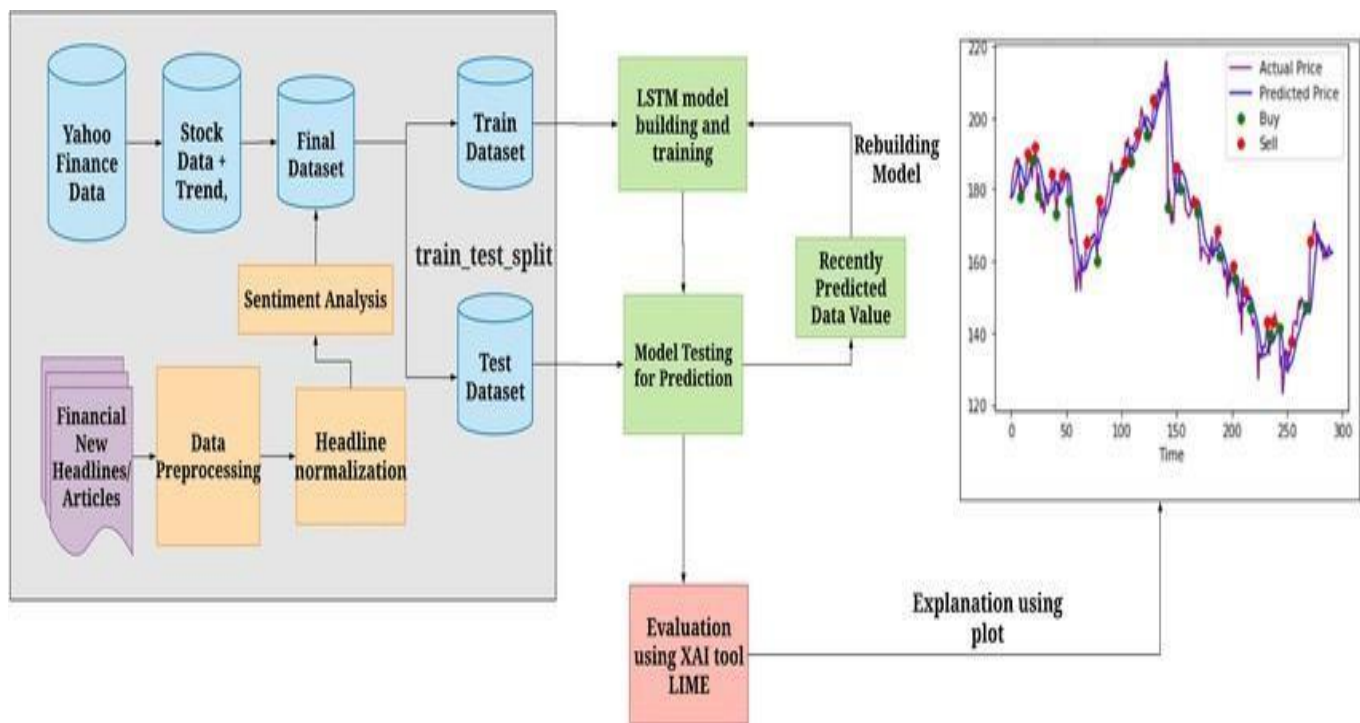 Yahoo
Finance
Data
Stock
Data +
Trend,
Final
Dataset
Train
Dataset
train_test_split
Sentiment Analysis
Test
Dataset
Financial
New
Headlines/
Articles
Data
Preprocessing
Headline
normalization
LSTM model
building and
training
Rebuilding
Model
Recently
Predicted
Data Value
Model Testing
for Prediction
Evaluation
using XAI tool
LIME
Explanation using
plot
220
200
180
160
140
120
0 50 100 150 200 250 300
Time
Actual Price
Predicted Price
Buy
Sell